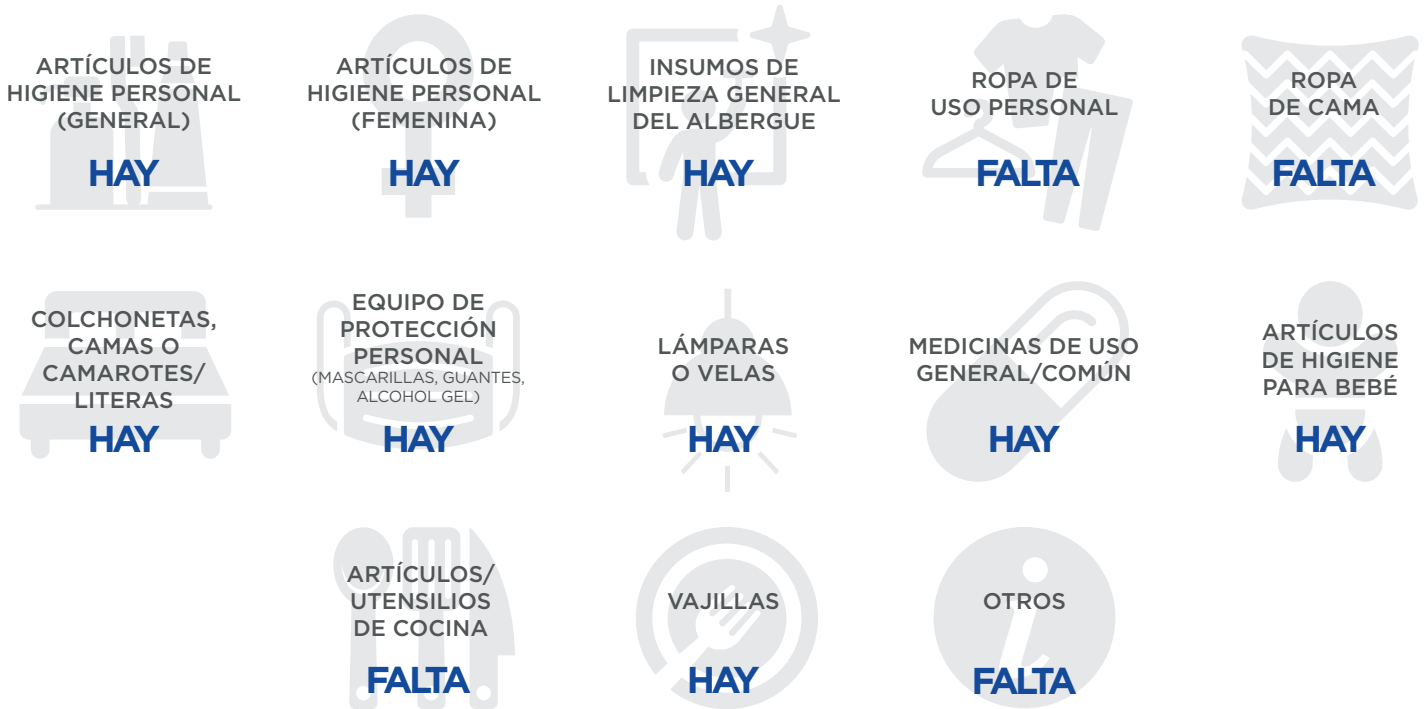 ARTÍCULOS DE
HIGIENE PERSONAL
(GENERAL)
HAY
ARTÍCULOS DE
HIGIENE PERSONAL
(FEMENINA)
HAY
INSUMOS DE
LIMPIEZA GENERAL
DEL ALBERGUE
HAY
ROPA DE
USO PERSONAL
FALTA
ROPA
DE CAMA
FALTA
COLCHONETAS,
CAMAS O
CAMAROTES/
LITERAS
HAY
EQUIPO DE
PROTECCIÓN
PERSONAL
(MASCARILLAS, GUANTES,
ALCOHOL GEL)
HAY
LÁMPARAS
O VELAS
HAY
MEDICINAS DE USO
GENERAL/COMÚN
HAY
ARTÍCULOS
DE HIGIENE
PARA BEBÉ
HAY
ARTÍCULOS/
UTENSILIOS
DE COCINA
FALTA
VAJILLAS
HAY
OTROS
FALTA